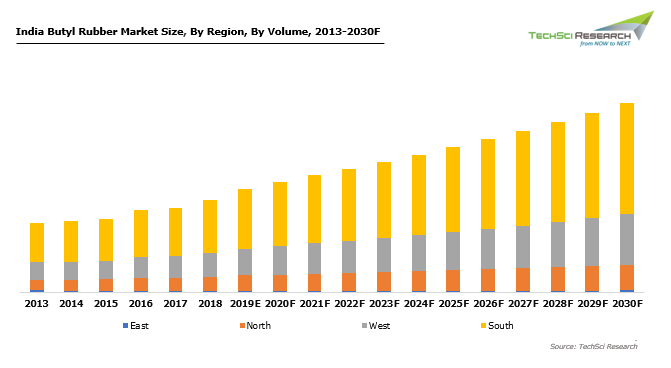 India Butyl Rubber Market Size, By Region, By Volume, 2013-2030F
TechSci Research
from NOW to NEXT
2013 2014 2015 2016 2017 2018 2019E 2020F 2021F 2022F 2023F 2024F 2025F 2026F 2027F 2028F 2029F 2030F
East North West South
Source: TechSci Research